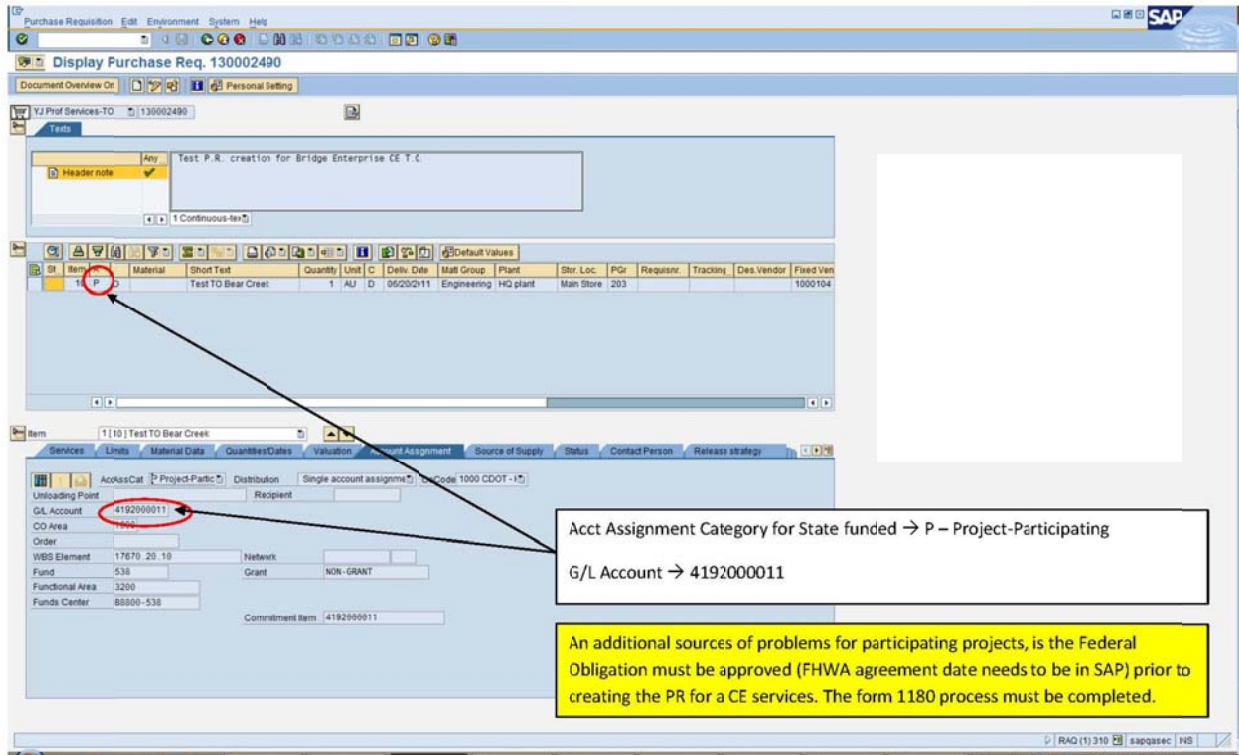 Purchase Requisition Edit Environment System Help
SAP
Display Purchase Req. 130002490
Document Overview On Personal Setting
YJ Prof Services-TO 130002490
Texts
Any
Header note
Test P.R. creation for Bridge Enterprise CE T.O.
1 Continuous-tex
Default Values
St. Item Material Short Text Quantity Unit C Deliv. Date Matl Group Plant Stor. Loc. PGr Requisnr. Tracking Des.Vendor Fixed Ven
10 P D Test TO Bear Creek 1 AU D 06/20/2011 Engineering HQ plant Main Store 203 1000104
Item 1 [ 10 ] Test TO Bear Creek
Services Limits Material Data Quantities/Dates Valuation Account Assignment Source of Supply Status Contact Person Release strategy
AccAssCat P Project-Partic Distribution Single account assignme CoCode 1000 CDOT - H
Unloading Point Recipient
G/L Account 4192000011
CO Area 1000
Order
WBS Element 17670.20.10 Network
Fund 538 Grant NON-GRANT
Functional Area 3200
Funds Center B8800-538
Commitment Item 4192000011
Acct Assignment Category for State funded → P – Project-Participating
G/L Account → 4192000011
An additional sources of problems for participating projects, is the Federal
Obligation must be approved (FHWA agreement date needs to be in SAP) prior to
creating the PR for a CE services. The form 1180 process must be completed.
RAQ (1) 310 sapqasec INS